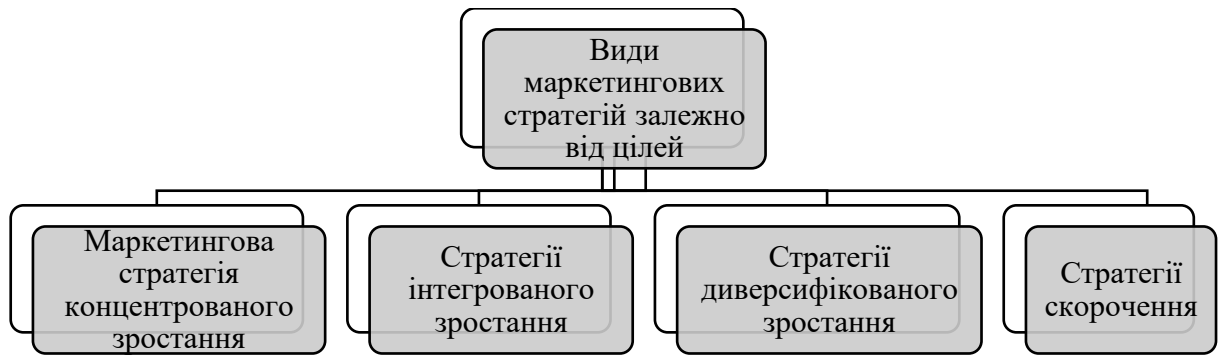 Види
маркетингових
стратегій залежно
від цілей
Маркетингова
стратегія
концентрованого
зростання
Стратегії
інтегрованого
зростання
Стратегії
диверсифікованого
зростання
Стратегії
скорочення